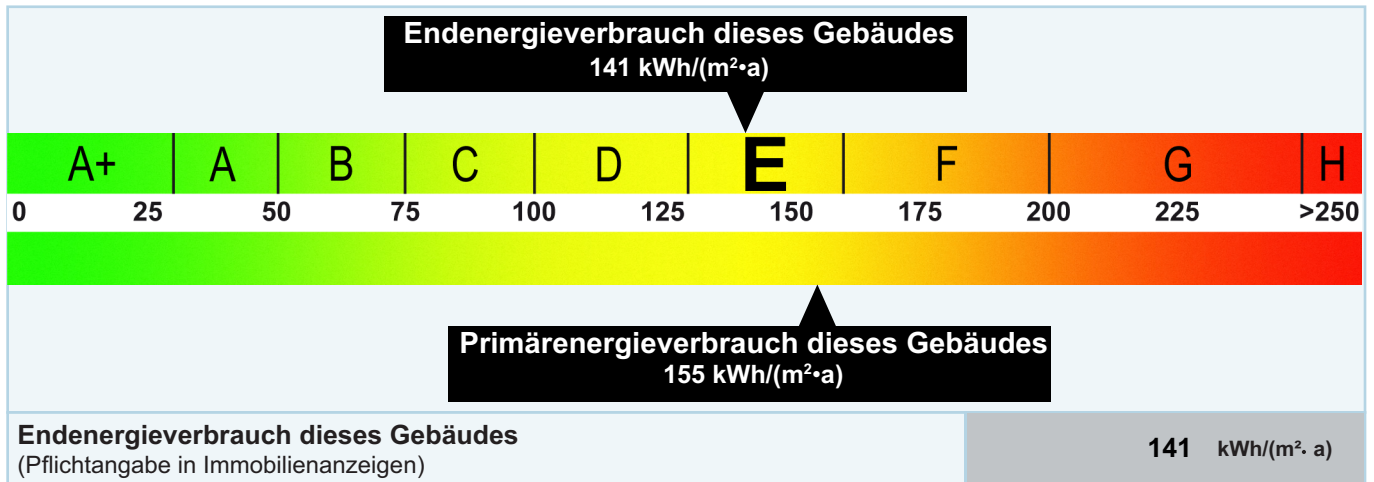 Endenergieverbrauch dieses Gebäudes
141 kWh/(m²•a)
A+ A B C D E F G H
0 25 50 75 100 125 150 175 200 225 >250
Primärenergieverbrauch dieses Gebäudes
155 kWh/(m²•a)
Endenergieverbrauch dieses Gebäudes
(Pflichtangabe in Immobilienanzeigen)
141 kWh/(m²· a)